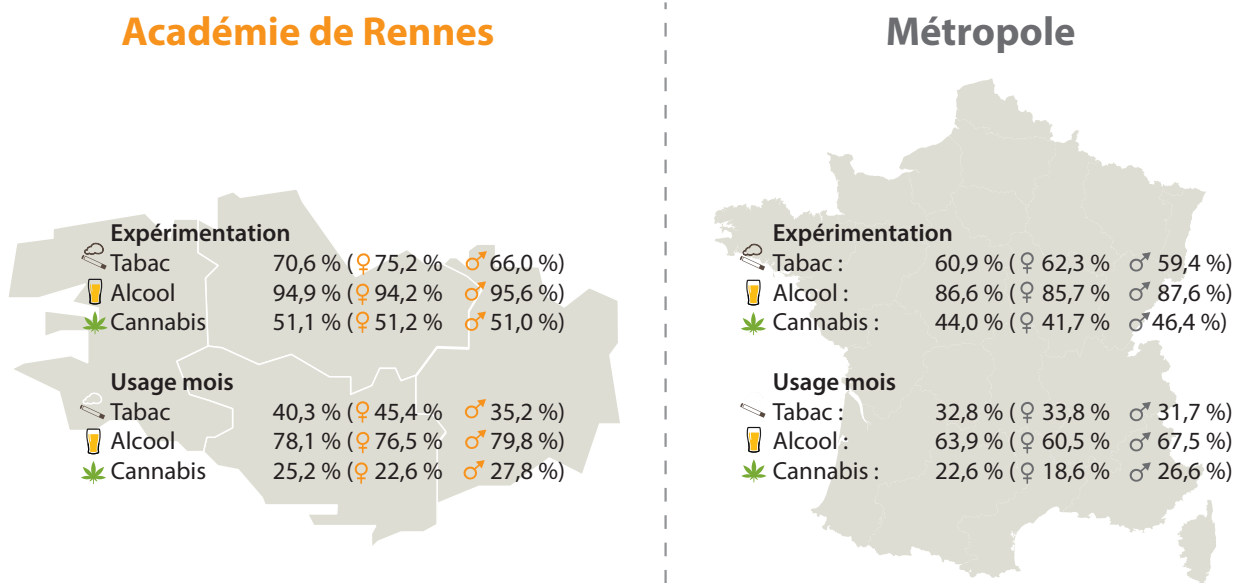 Académie de Rennes
Expérimentation
Tabac 70,6 % (♀ 75,2 % ♂ 66,0 %)
Alcool 94,9 % (♀ 94,2 % ♂ 95,6 %)
Cannabis 51,1 % (♀ 51,2 % ♂ 51,0 %)
Usage mois
Tabac 40,3 % (♀ 45,4 % ♂ 35,2 %)
Alcool 78,1 % (♀ 76,5 % ♂ 79,8 %)
Cannabis 25,2 % (♀ 22,6 % ♂ 27,8 %)
Métropole
Expérimentation
Tabac : 60,9 % (♀ 62,3 % ♂ 59,4 %)
Alcool : 86,6 % (♀ 85,7 % ♂ 87,6 %)
Cannabis : 44,0 % (♀ 41,7 % ♂ 46,4 %)
Usage mois
Tabac : 32,8 % (♀ 33,8 % ♂ 31,7 %)
Alcool : 63,9 % (♀ 60,5 % ♂ 67,5 %)
Cannabis : 22,6 % (♀ 18,6 % ♂ 26,6 %)